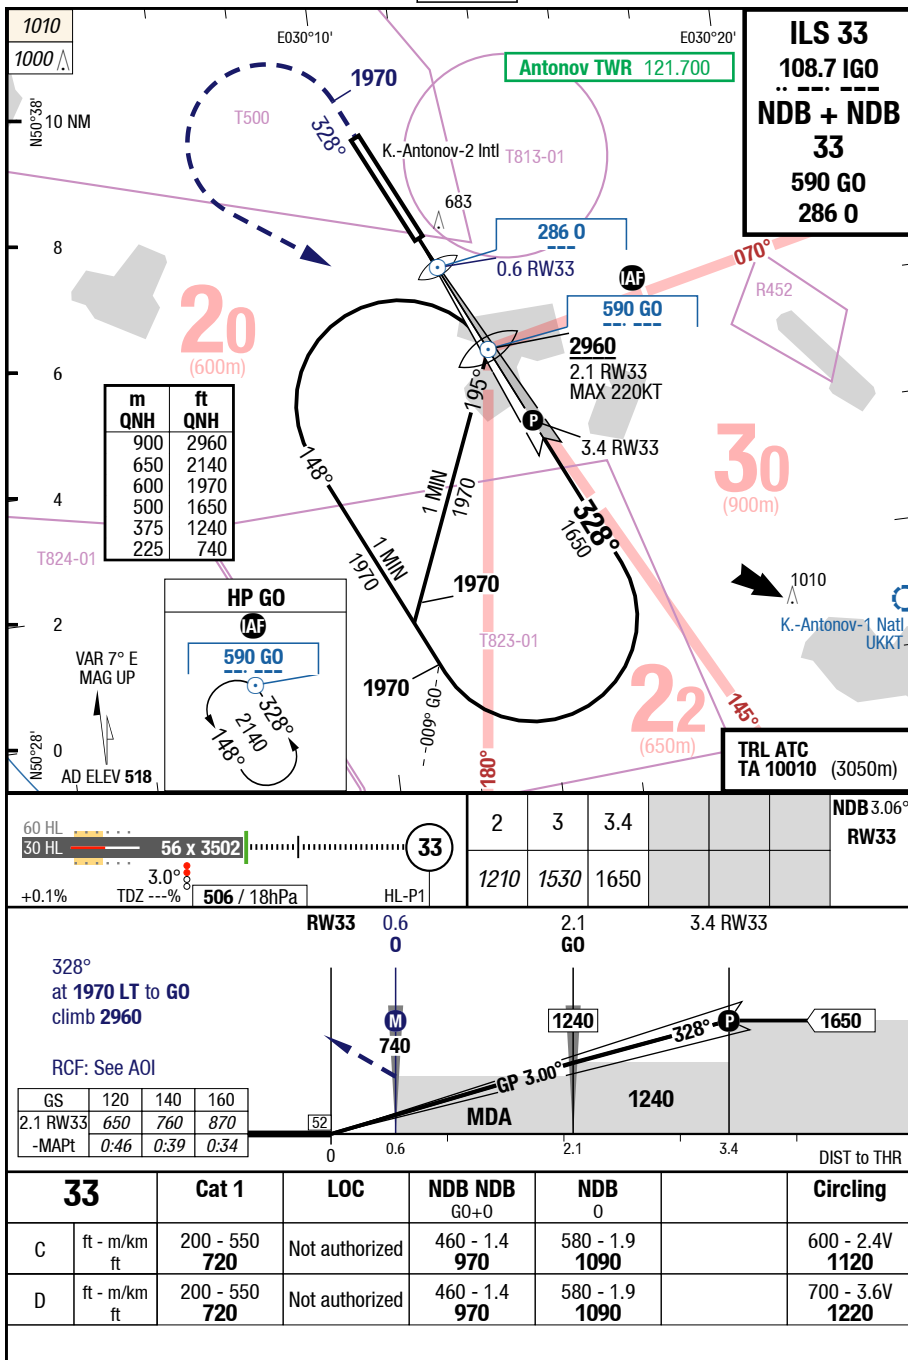 1010
1000
E030°10'
E030°20'
Antonov TWR 121.700
ILS 33
108.7 IGO
NDB + NDB
33
590 GO
286 O
N50°38'
10 NM
8
6
4
2
0
N50°28'
1970
328°
T500
K.-Antonov-2 Intl
T813-01
683
286 O
0.6 RW33
IAF
590 GO
070°
R452
2960
2.1 RW33
MAX 220KT
P
3.4 RW33
20
(600m)
30
(900m)
22
(650m)
m ft
QNH QNH
900 2960
650 2140
600 1970
500 1650
375 1240
225 740
195°
148°
1 MIN
1970
1 MIN
1970
328°
1650
T824-01
1970
T823-01
1970
009° GO
180°
145°
1010
K.-Antonov-1 Natl
UKKT
HP GO
IAF
590 GO
328°
2140
148°
VAR 7° E
MAG UP
AD ELEV 518
TRL ATC
TA 10010 (3050m)
60 HL
30 HL
56 x 3502
33
3.0°
+0.1%
TDZ ---%
506 / 18hPa
HL-P1
2 3 3.4
1210 1530 1650
NDB 3.06°
RW33
RW33 0.6 2.1 3.4 RW33
O GO
328°
at 1970 LT to GO
climb 2960
RCF: See AOI
M
740
1240
328°
P
1650
GP 3.00°
MDA
1240
52
GS 120 140 160
2.1 RW33 650 760 870
-MAPt 0:46 0:39 0:34
0 0.6 2.1 3.4
DIST to THR
33 Cat 1 LOC NDB NDB NDB Circling
GO+O O
C ft - m/km 200 - 550 Not authorized 460 - 1.4 580 - 1.9 600 - 2.4V
ft 720 970 1090 1120
D ft - m/km 200 - 550 Not authorized 460 - 1.4 580 - 1.9 700 - 3.6V
ft 720 970 1090 1220